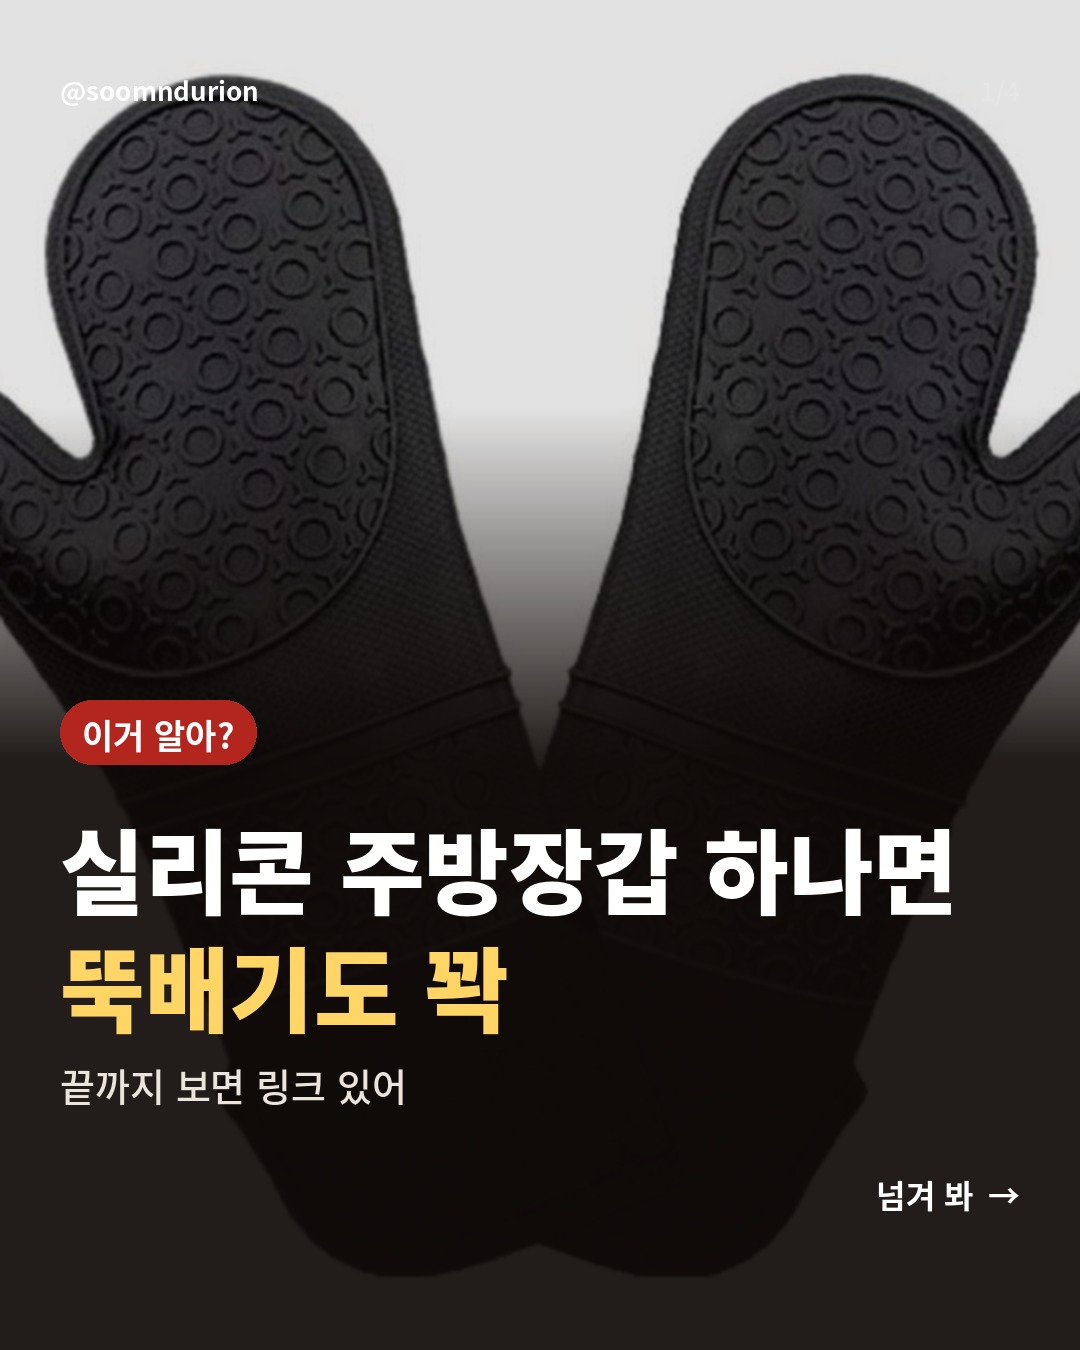 @soomndurion
1/4
이거 알아?
실리콘 주방장갑 하나면
뚝배기도 꽉
끝까지 보면 링크 있어
넘겨 봐 →